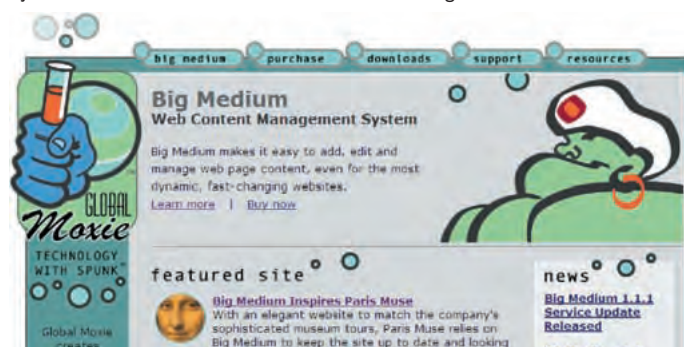 big medium
purchase
downloads
support
resources
GLOBAL
Moxie
TECHNOLOGY
WITH SPUNK
Global Moxie
creates
Big Medium
Web Content Management System
Big Medium makes it easy to add, edit and
manage web page content, even for the most
dynamic, fast-changing websites.
Learn more | Buy now
featured site
Big Medium Inspires Paris Muse
With an elegant website to match the company's
sophisticated museum tours, Paris Muse relies on
Big Medium to keep the site up to date and looking
news
Big Medium 1.1.1
Service Update
Released